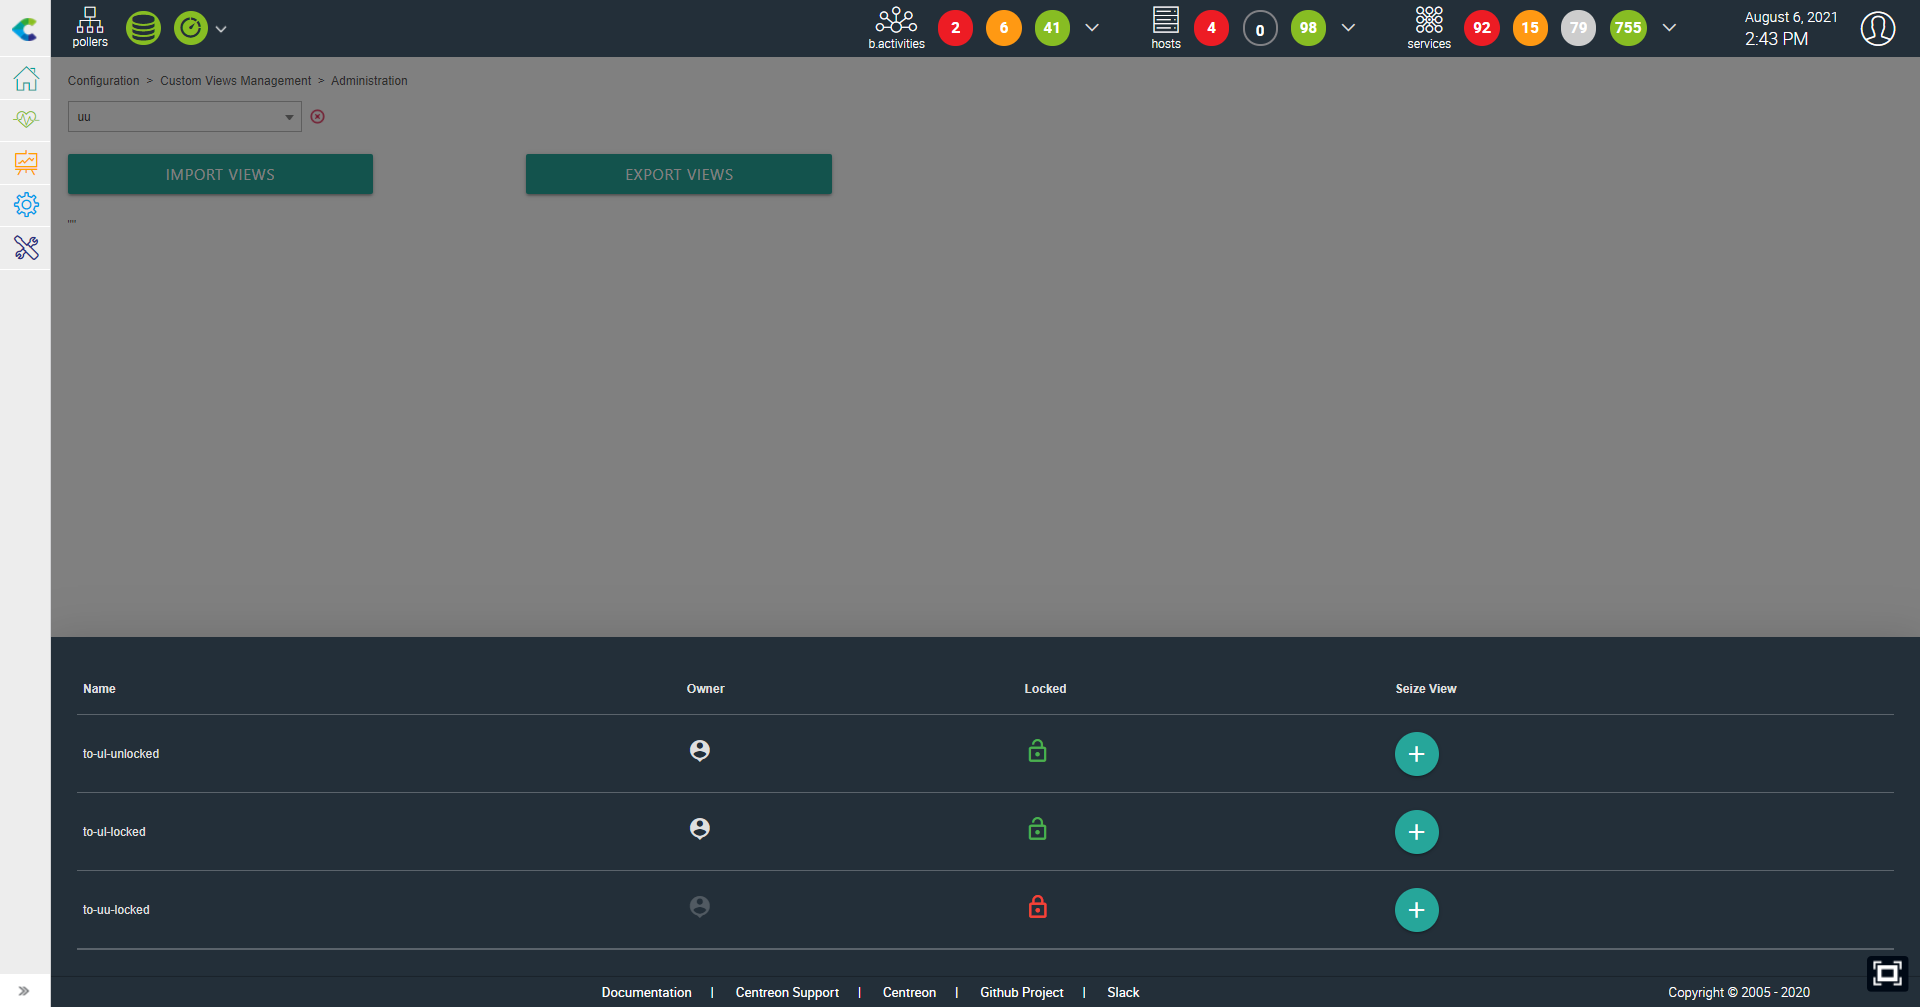 pollers
b.activities 2 6 41
hosts 4 0 98
services 92 15 79 755
August 6, 2021
2:43 PM
Configuration > Custom Views Management > Administration
uu
IMPORT VIEWS EXPORT VIEWS
""
Name Owner Locked Seize View
to-ul-unlocked
to-ul-locked
to-uu-locked
Documentation | Centreon Support | Centreon | Github Project | Slack Copyright © 2005 - 2020